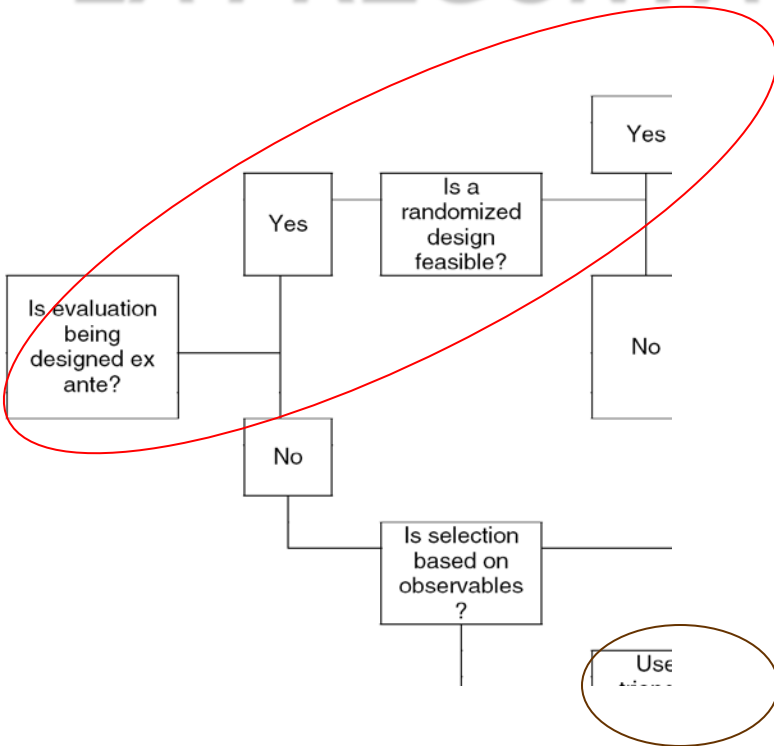 Yes
Yes
Is a
randomized
design
feasible?
Is evaluation
being
designed ex
ante?
No
No
Is selection
based on
observables
?
Use